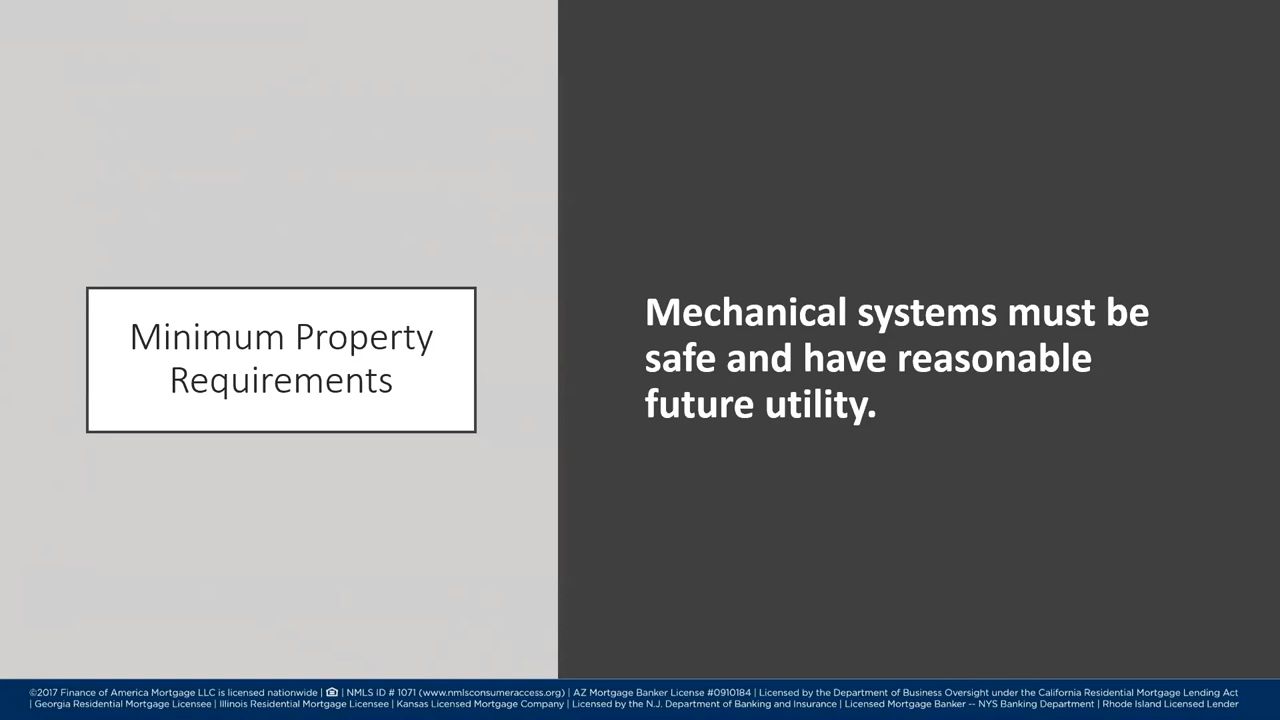 Minimum Property
Requirements
Mechanical systems must be
safe and have reasonable
future utility.
©2017 Finance of America Mortgage LLC is licensed nationwide | | NMLS ID # 1071 (www.nmlsconsumeraccess.org) | AZ Mortgage Banker License #0910184 | Licensed by the Department of Business Oversight under the California Residential Mortgage Lending Act
| Georgia Residential Mortgage Licensee | Illinois Residential Mortgage Licensee | Kansas Licensed Mortgage Company | Licensed by the N.J. Department of Banking and Insurance | Licensed Mortgage Banker -- NYS Banking Department | Rhode Island Licensed Lender